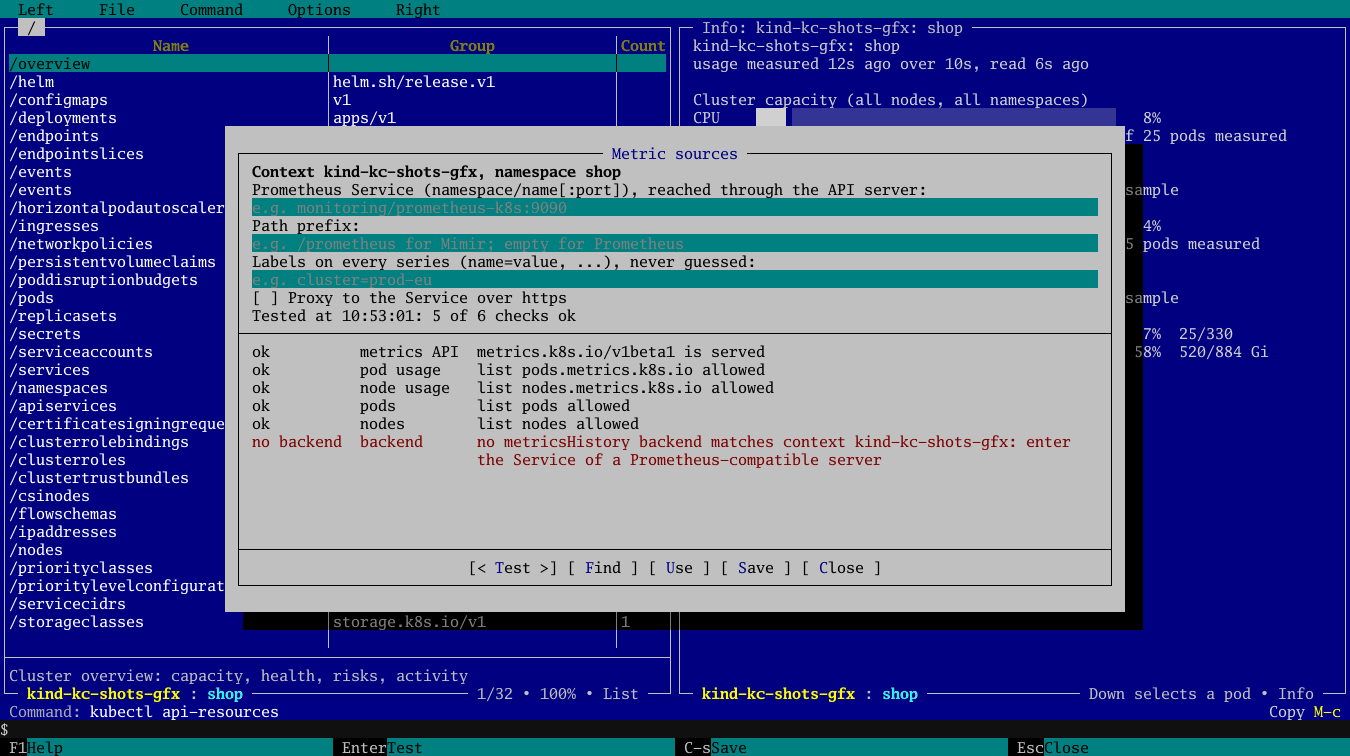 Left File Command Options Right
/
Name Group Count
/overview
/helm helm.sh/release.v1
/configmaps v1
/deployments apps/v1
/endpoints
/endpointslices
/events
/events
/horizontalpodautoscaler
/ingresses
/networkpolicies
/persistentvolumeclaims
/poddisruptionbudgets
/pods
/replicasets
/secrets
/serviceaccounts
/services
/namespaces
/apiservices
/certificatesigningreque
/clusterrolebindings
/clusterroles
/clustertrustbundles
/csinodes
/flowschemas
/ipaddresses
/nodes
/priorityclasses
/prioritylevelconfigurat
/servicecidrs
/storageclasses storage.k8s.io/v1 1
Cluster overview: capacity, health, risks, activity
kind-kc-shots-gfx : shop 1/32 • 100% • List
Info: kind-kc-shots-gfx: shop
kind-kc-shots-gfx: shop
usage measured 12s ago over 10s, read 6s ago
Cluster capacity (all nodes, all namespaces)
CPU 8%
f 25 pods measured
sample
4%
5 pods measured
sample
7% 25/330
58% 520/884 Gi
kind-kc-shots-gfx : shop Down selects a pod • Info
Metric sources
Context kind-kc-shots-gfx, namespace shop
Prometheus Service (namespace/name[:port]), reached through the API server:
e.g. monitoring/prometheus-k8s:9090
Path prefix:
e.g. /prometheus for Mimir; empty for Prometheus
Labels on every series (name=value, ...), never guessed:
e.g. cluster=prod-eu
[ ] Proxy to the Service over https
Tested at 10:53:01: 5 of 6 checks ok
ok metrics API metrics.k8s.io/v1beta1 is served
ok pod usage list pods.metrics.k8s.io allowed
ok node usage list nodes.metrics.k8s.io allowed
ok pods list pods allowed
ok nodes list nodes allowed
no backend backend no metricsHistory backend matches context kind-kc-shots-gfx: enter
the Service of a Prometheus-compatible server
[< Test >] [ Find ] [ Use ] [ Save ] [ Close ]
Command: kubectl api-resources Copy M-c
$
F1Help EnterTest C-sSave EscClose